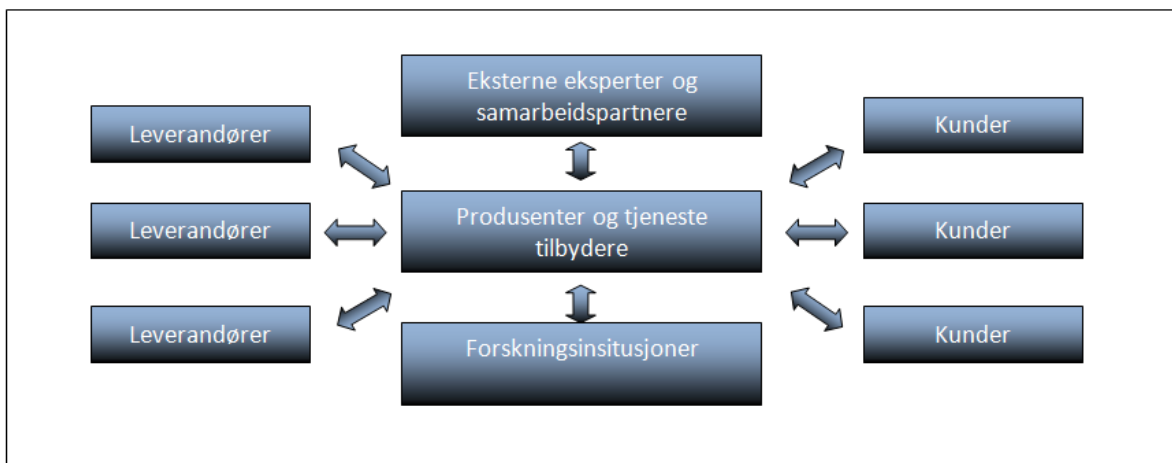 Eksterne eksperter og
samarbeidspartnere
Leverandører
Kunder
Produsenter og tjeneste
tilbydere
Leverandører
Kunder
Leverandører
Kunder
Forskningsinsitusjoner